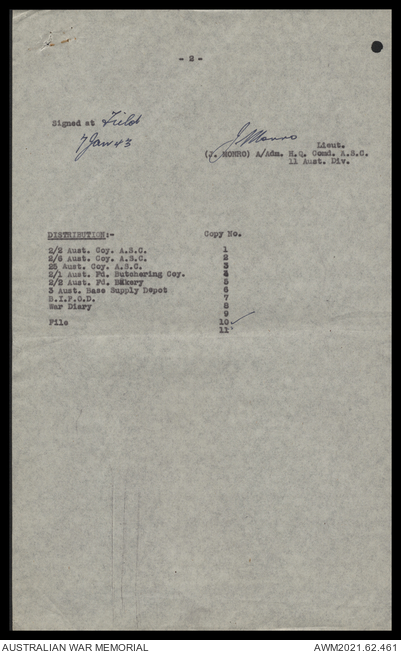 - 2 -
Signed at Field
7 Jan 43
J Monro
Lieut.
(J. MONRO) A/Adm. H.Q. Comd. A.S.C.
11 Aust. Div.
DISTRIBUTION:- Copy No.
2/2 Aust. Coy. A.S.C. 1
2/6 Aust. Coy. A.S.C. 2
25 Aust. Coy. A.S.C. 3
2/1 Aust. Fd. Butchering Coy. 4
2/2 Aust. Fd. Bakery 5
3 Aust. Base Supply Depot 6
B.I.F.O.D. 7
War Diary 8
9
File 10
11
AUSTRALIAN WAR MEMORIAL AWM2021.62.461